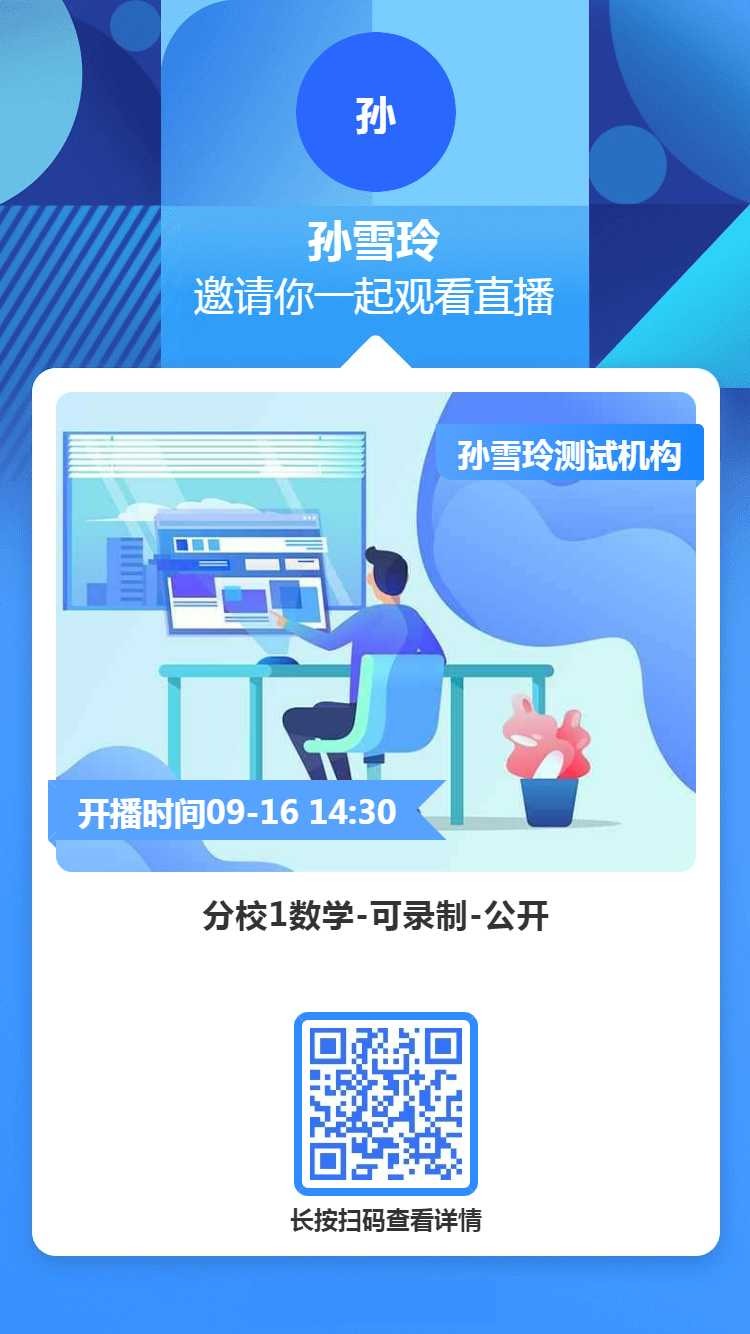 孙
孙雪玲
邀请你一起观看直播
孙雪玲测试机构
开播时间09-16 14:30
分校1数学-可录制-公开
长按扫码查看详情